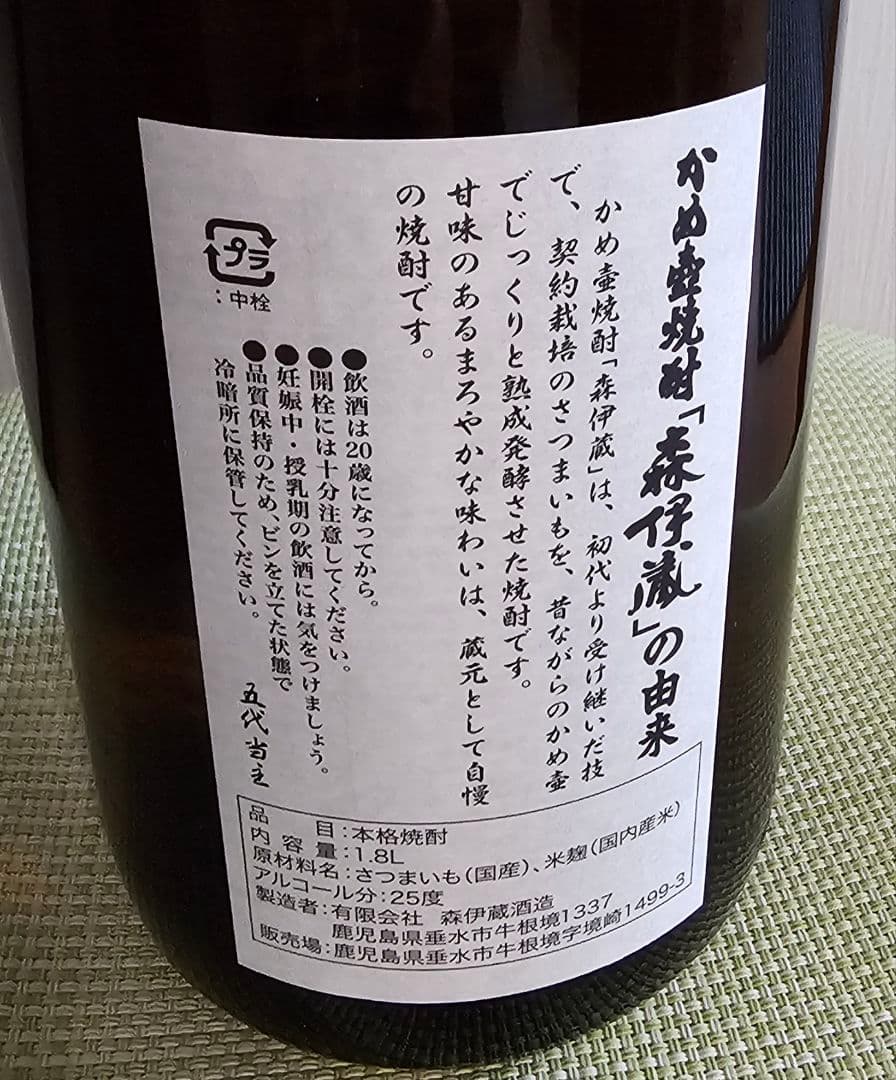 かめ壷焼酎「森伊蔵」の由来
かめ壷焼酎「森伊蔵」は、初代より受け継いだ技
で、契約栽培のさつまいもを、昔ながらのかめ壷
でじっくりと熟成発酵させた焼酎です。
甘味のあるまろやかな味わいは、蔵元として自慢
の焼酎です。
●飲酒は20歳になってから。
●開栓には十分注意してください。
●妊娠中・授乳期の飲酒には気をつけましょう。
●品質保持のため、ビンを立てた状態で
冷暗所に保管してください。
五代当主
プラ
：中栓
品目：本格焼酎
内容量：1.8L
原材料名：さつまいも（国産）、米麹（国内産米）
アルコール分：25度
製造者：有限会社 森伊蔵酒造
鹿児島県垂水市牛根境1337
販売場：鹿児島県垂水市牛根境字境崎1499-3